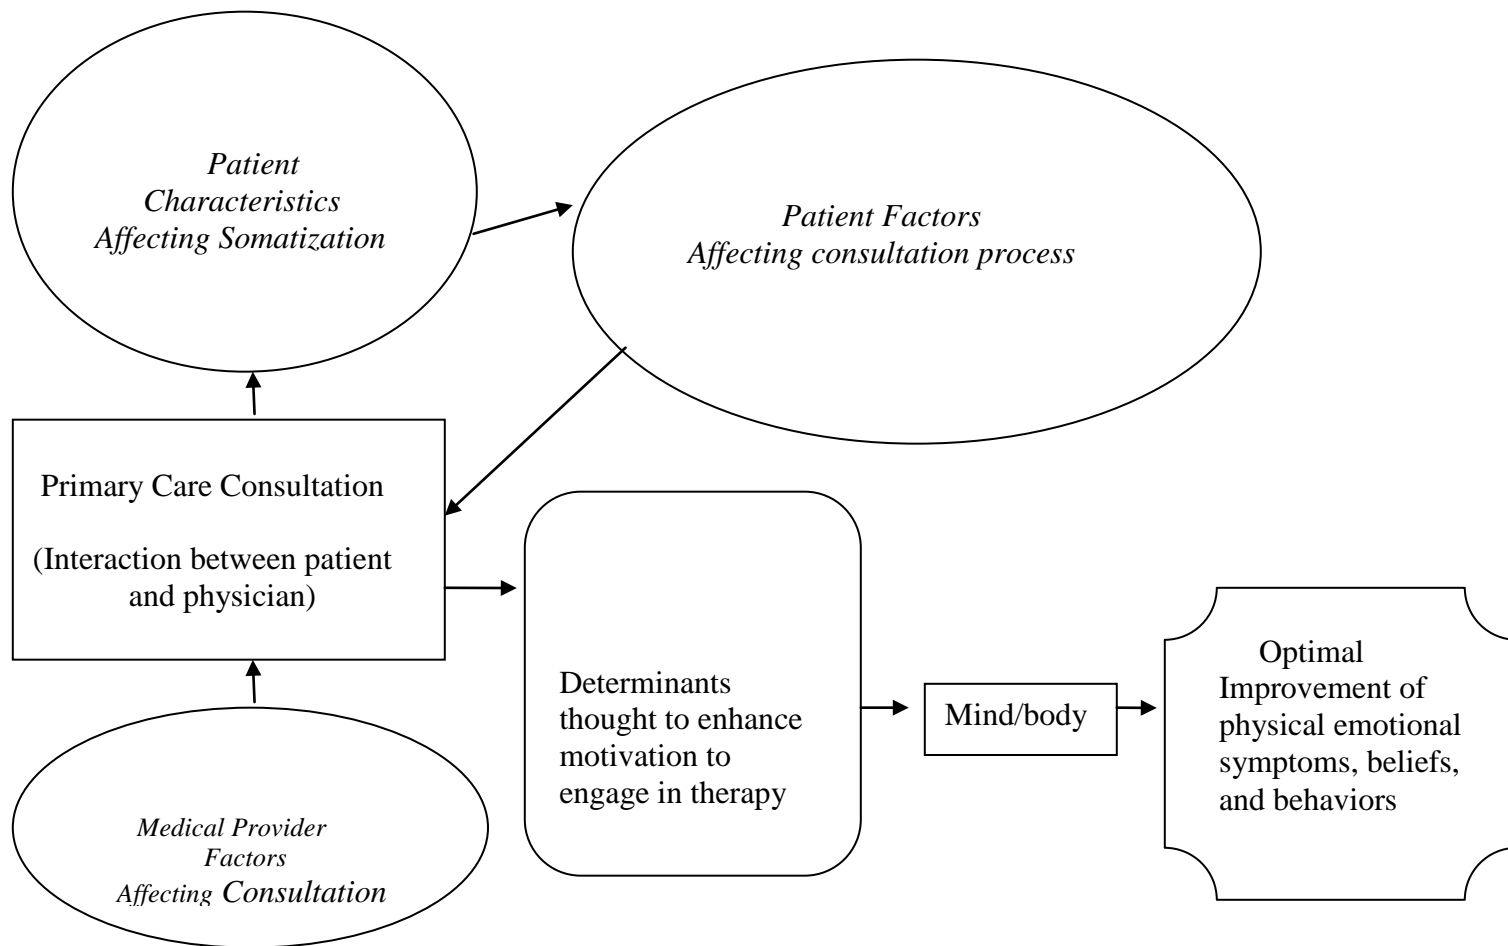 Patient
Characteristics
Affecting Somatization
Patient Factors
Affecting consultation process
Primary Care Consultation
(Interaction between patient
and physician)
Determinants
thought to enhance
motivation to
engage in therapy
Mind/body
Optimal
Improvement of
physical emotional
symptoms, beliefs,
and behaviors
Medical Provider
Factors
Affecting Consultation